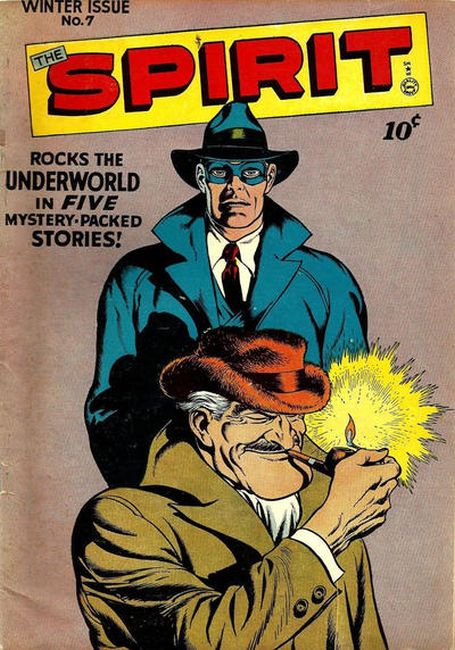 WINTER ISSUE
No. 7
THE
SPIRIT
10¢
ROCKS THE
UNDERWORLD
IN FIVE
MYSTERY-PACKED
STORIES!